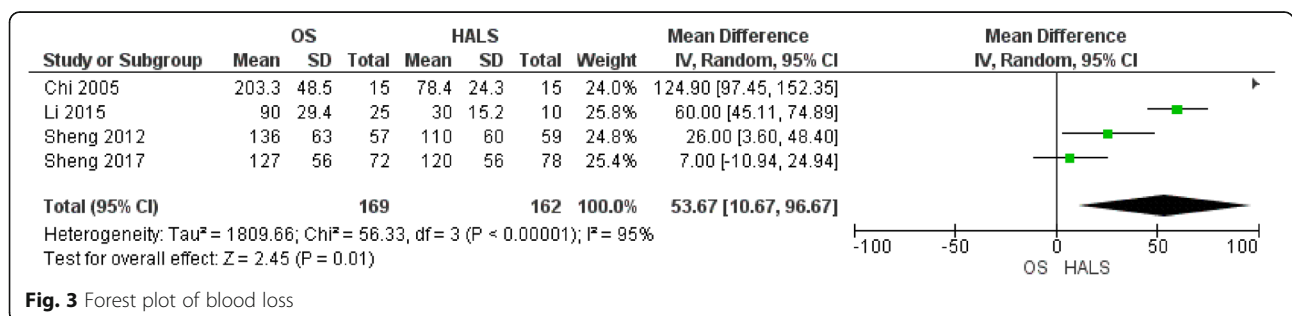 OS HALS Mean Difference Mean Difference
Study or Subgroup Mean SD Total Mean SD Total Weight IV, Random, 95% CI IV, Random, 95% CI
Chi 2005 203.3 48.5 15 78.4 24.3 15 24.0% 124.90 [97.45, 152.35]
Li 2015 90 29.4 25 30 15.2 10 25.8% 60.00 [45.11, 74.89]
Sheng 2012 136 63 57 110 60 59 24.8% 26.00 [3.60, 48.40]
Sheng 2017 127 56 72 120 56 78 25.4% 7.00 [-10.94, 24.94]
Total (95% CI) 169 162 100.0% 53.67 [10.67, 96.67]
Heterogeneity: Tau² = 1809.66; Chi² = 56.33, df = 3 (P < 0.00001); I² = 95%
Test for overall effect: Z = 2.45 (P = 0.01)
-100 -50 0 50 100
OS HALS
Fig. 3 Forest plot of blood loss